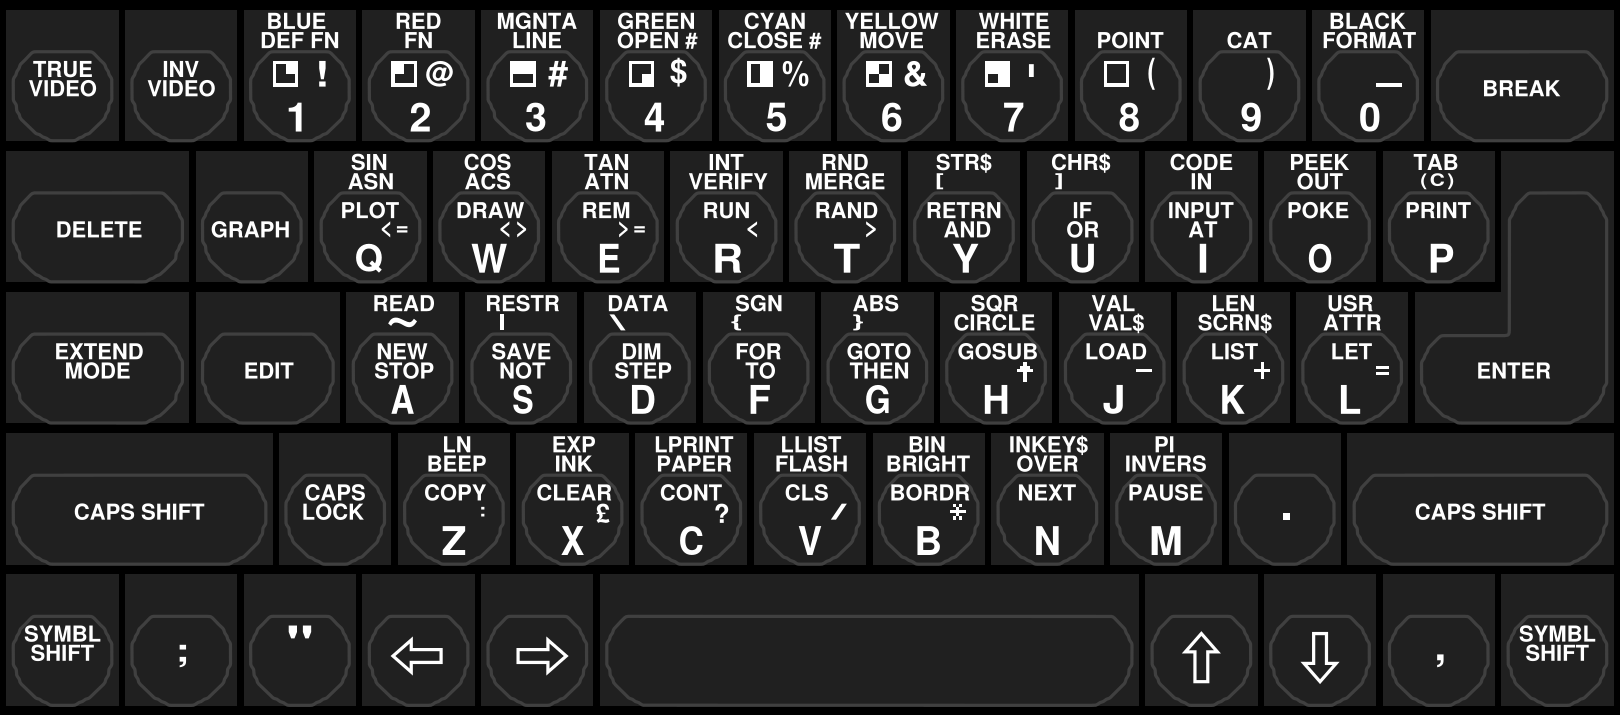 BLUE RED MGNTA GREEN CYAN YELLOW WHITE BLACK
DEF FN FN LINE OPEN # CLOSE # MOVE ERASE POINT CAT FORMAT
TRUE INV ! @ # $ % & ' ( ) _
VIDEO VIDEO BREAK
1 2 3 4 5 6 7 8 9 0
SIN COS TAN INT RND STR$ CHR$ CODE PEEK TAB
ASN ACS ATN VERIFY MERGE [ ] IN OUT (C)
PLOT DRAW REM RUN RAND RETRN IF INPUT POKE PRINT
DELETE GRAPH <= <> >= < > AND OR AT
Q W E R T Y U I O P
READ RESTR DATA SGN ABS SQR VAL LEN USR
~ | \ { } CIRCLE VAL$ SCRN$ ATTR
EXTEND NEW SAVE DIM FOR GOTO GOSUB LOAD LIST LET
MODE EDIT STOP NOT STEP TO THEN ↑ − + = ENTER
A S D F G H J K L
LN EXP LPRINT LLIST BIN INKEY$ PI
BEEP INK PAPER FLASH BRIGHT OVER INVERS
CAPS COPY CLEAR CONT CLS BORDR NEXT PAUSE
CAPS SHIFT LOCK : £ ? / * . CAPS SHIFT
Z X C V B N M
SYMBL " SYMBL
SHIFT ; , SHIFT